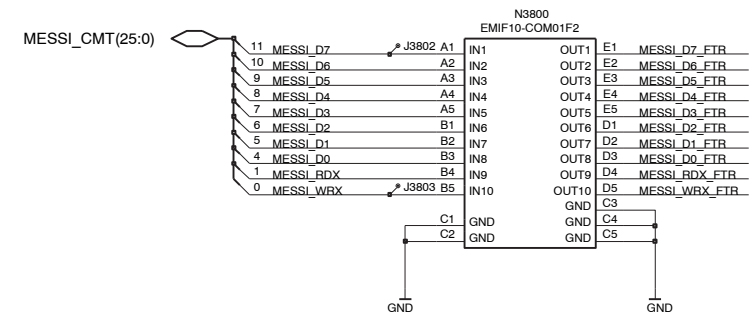 N3800
EMIF10-COM01F2
MESSI_CMT(25:0)
11 MESSI_D7 J3802 A1 IN1 OUT1 E1 MESSI_D7_FTR
10 MESSI_D6 A2 IN2 OUT2 E2 MESSI_D6_FTR
9 MESSI_D5 A3 IN3 OUT3 E3 MESSI_D5_FTR
8 MESSI_D4 A4 IN4 OUT4 E4 MESSI_D4_FTR
7 MESSI_D3 A5 IN5 OUT5 E5 MESSI_D3_FTR
6 MESSI_D2 B1 IN6 OUT6 D1 MESSI_D2_FTR
5 MESSI_D1 B2 IN7 OUT7 D2 MESSI_D1_FTR
4 MESSI_D0 B3 IN8 OUT8 D3 MESSI_D0_FTR
1 MESSI_RDX B4 IN9 OUT9 D4 MESSI_RDX_FTR
0 MESSI_WRX J3803 B5 IN10 OUT10 D5 MESSI_WRX_FTR
GND C3
C1 GND GND C4
C2 GND GND C5
GND GND